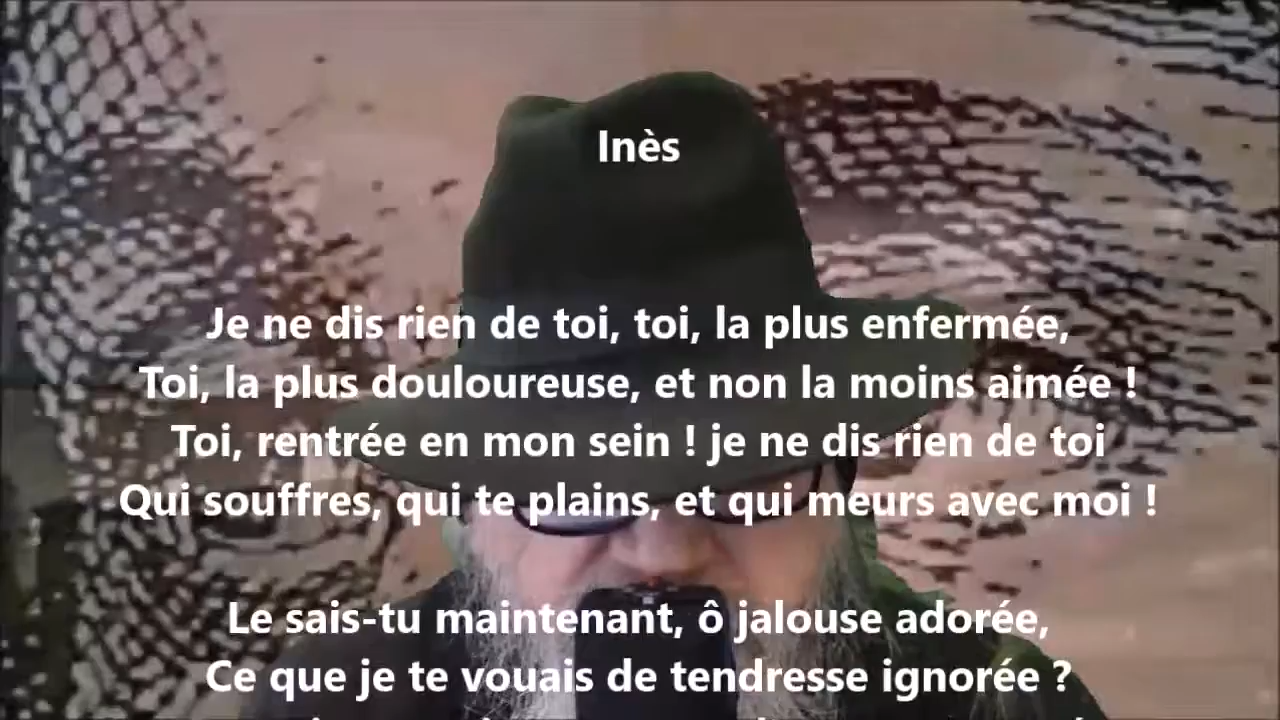 Inès
Je ne dis rien de toi, toi, la plus enfermée,
Toi, la plus douloureuse, et non la moins aimée !
Toi, rentrée en mon sein ! je ne dis rien de toi
Qui souffres, qui te plains, et qui meurs avec moi !
Le sais-tu maintenant, ô jalouse adorée,
Ce que je te vouais de tendresse ignorée ?